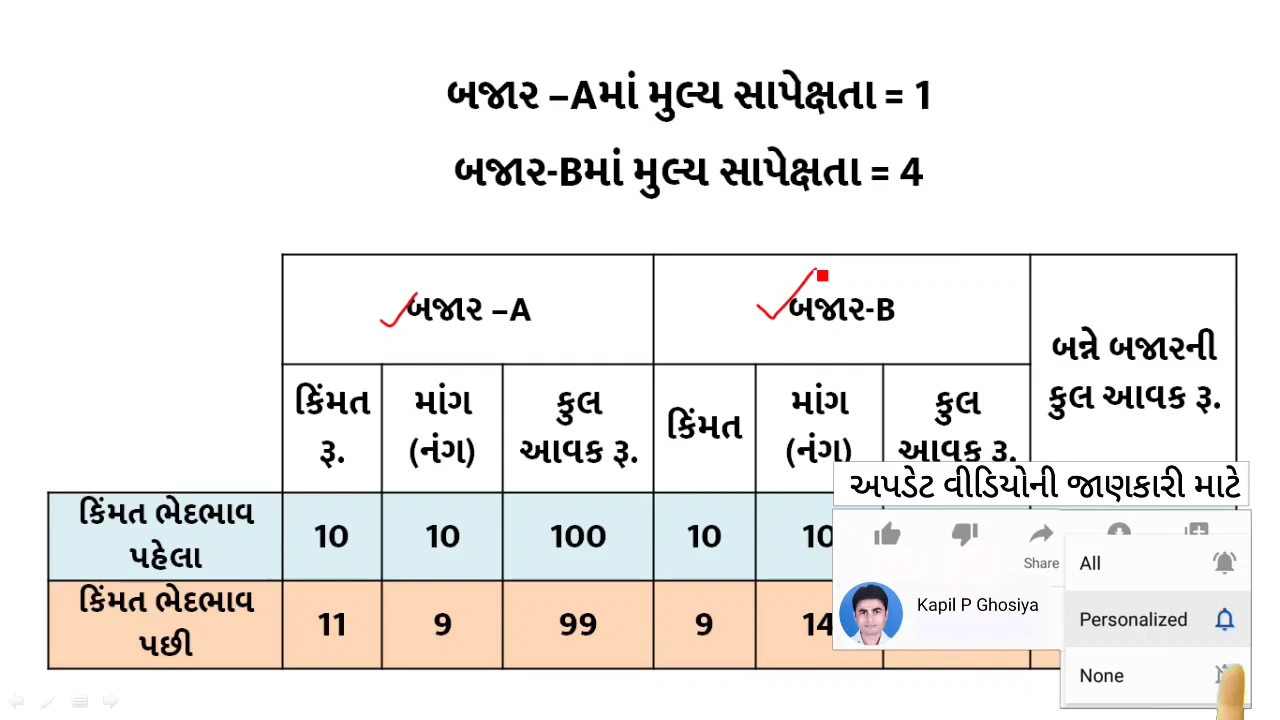 બજાર –Aમાં મુલ્ય સાપેક્ષતા = 1
બજાર-Bમાં મુલ્ય સાપેક્ષતા = 4
બજાર –A બજાર-B
બન્ને બજારની
કુલ આવક રૂ.
કિંમત
રૂ.
માંગ
(નંગ)
કુલ
આવક રૂ.
કિંમત
માંગ
(નંગ)
કુલ
આવક રૂ.
કિંમત ભેદભાવ
પહેલા
10 10 100 10 10
કિંમત ભેદભાવ
પછી
11 9 99 9 14
અપડેટ વીડિયોની જાણકારી માટે
Share
Kapil P Ghosiya
All
Personalized
None